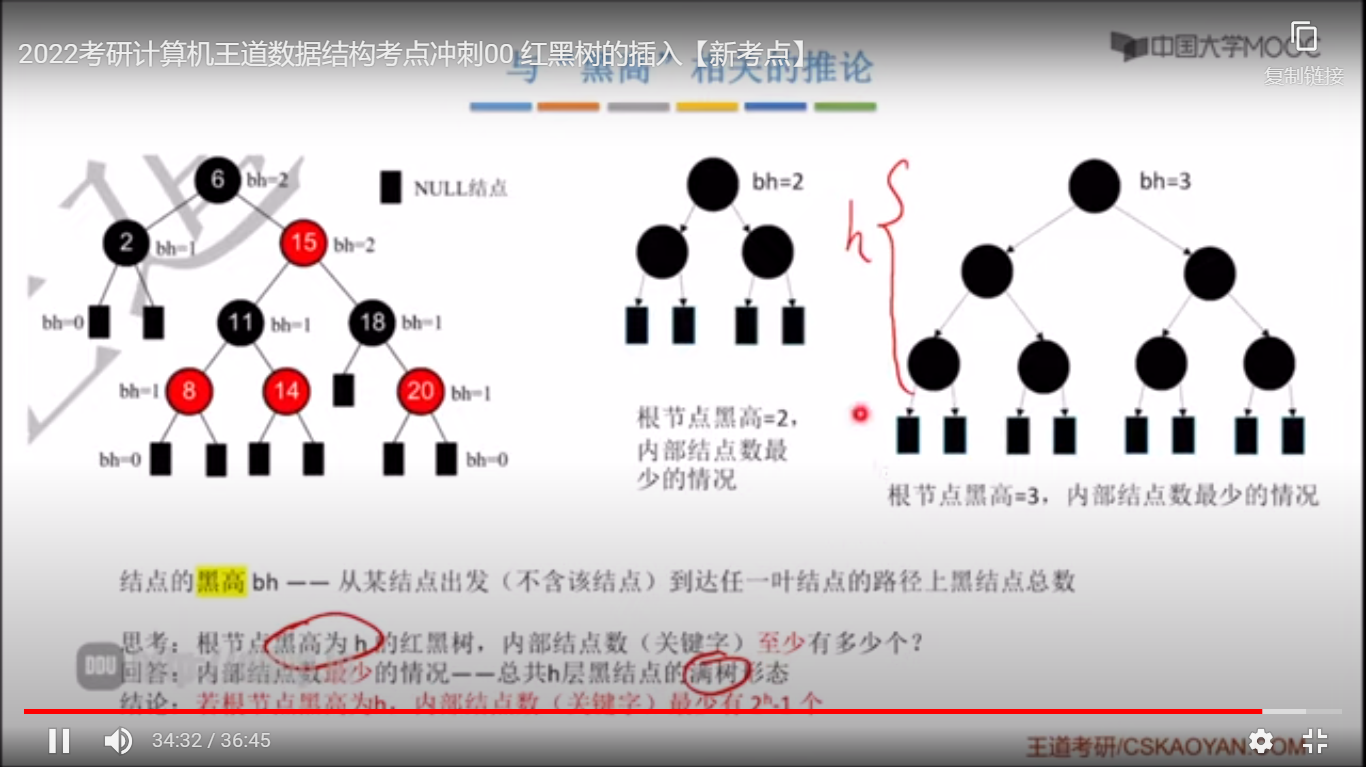 2022考研计算机王道数据结构考点冲刺00 红黑树的插入【新考点】
与“黑高”相关的推论
中国大学MOOC
复制链接
6 bh=2
NULL结点
2 bh=1
15 bh=2
bh=0
11 bh=1
18 bh=1
bh=1 8
14
20 bh=1
bh=0
bh=0
bh=2
根节点黑高=2，
内部结点数最
少的情况
h
bh=3
根节点黑高=3，内部结点数最少的情况
结点的黑高 bh —— 从某结点出发（不含该结点）到达任一叶结点的路径上黑结点总数
思考：根节点黑高为 h 的红黑树，内部结点数（关键字）至少有多少个？
回答：内部结点数最少的情况——总共h层黑结点的满树形态
结论：若根节点黑高为h，内部结点数（关键字）最少有 2ʰ-1 个
34:32 / 36:45
王道考研/CSKAOYAN.COM